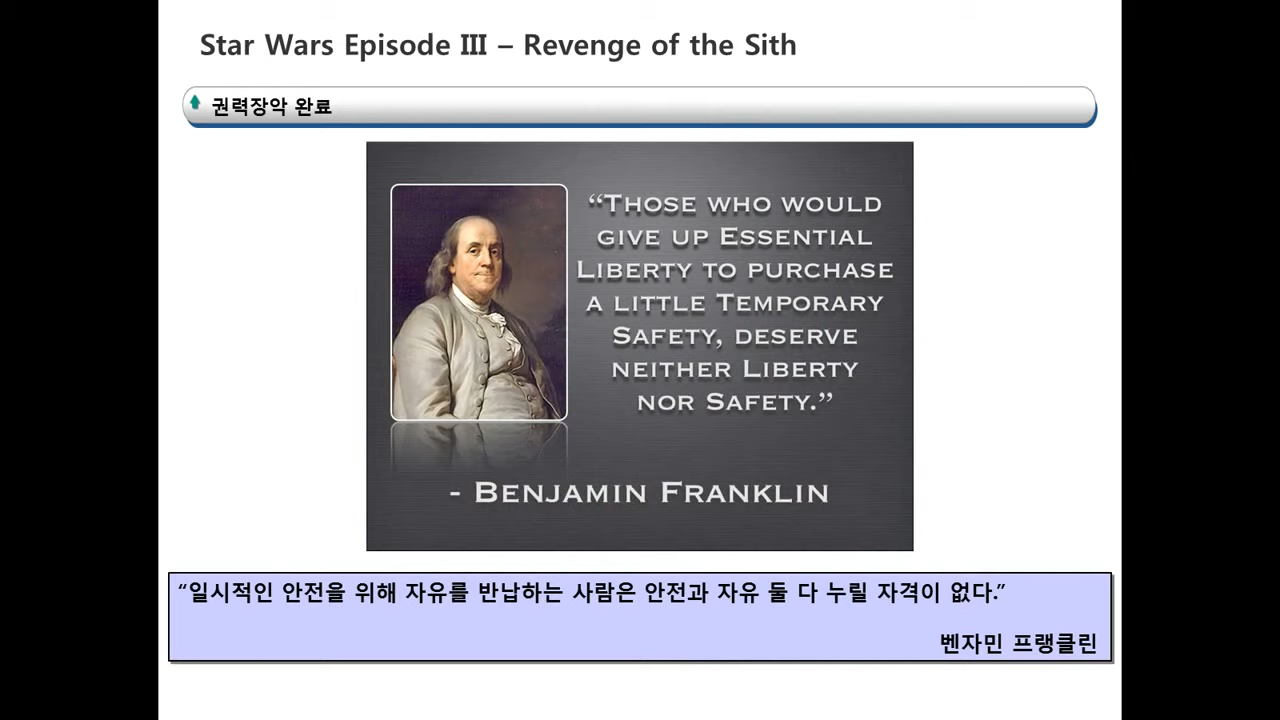 Star Wars Episode III – Revenge of the Sith
권력장악 완료
“THOSE WHO WOULD
GIVE UP ESSENTIAL
LIBERTY TO PURCHASE
A LITTLE TEMPORARY
SAFETY, DESERVE
NEITHER LIBERTY
NOR SAFETY.”
- BENJAMIN FRANKLIN
“일시적인 안전을 위해 자유를 반납하는 사람은 안전과 자유 둘 다 누릴 자격이 없다.”
벤자민 프랭클린